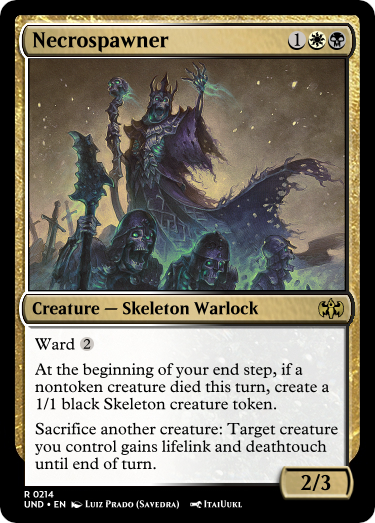 Necrospawner 1
Creature — Skeleton Warlock
Ward 2
At the beginning of your end step, if a
nontoken creature died this turn, create a
1/1 black Skeleton creature token.
Sacrifice another creature: Target creature
you control gains lifelink and deathtouch
until end of turn.
2/3
R 0214
UND • EN Luiz Prado (Savedra) ItaiUukl